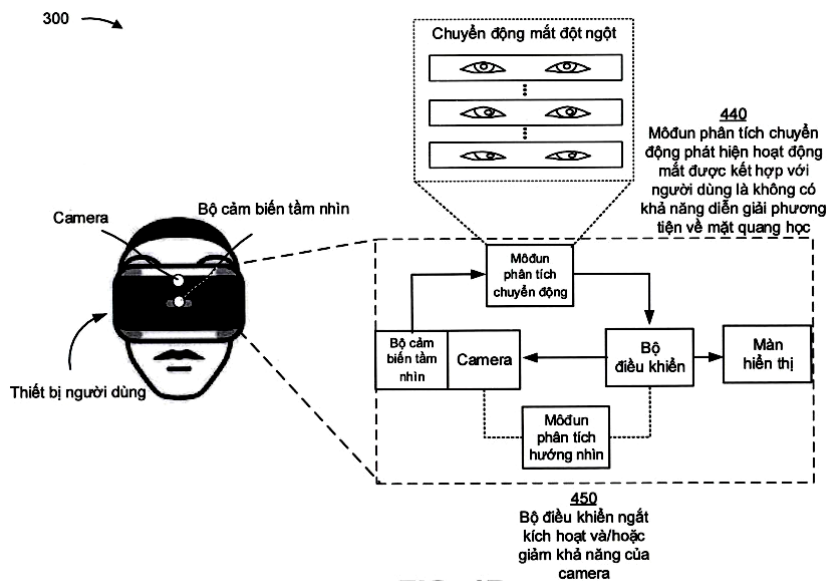 300
Chuyển động mắt đột ngột
440
Môđun phân tích chuyển
động phát hiện hoạt động
mắt được kết hợp với
người dùng là không có
khả năng diễn giải phương
tiện về mặt quang học
Bộ cảm biến tầm nhìn
Camera
Thiết bị người dùng
Môđun
phân tích
chuyển động
Bộ cảm
biến tầm
nhìn
Camera
Bộ
điều khiển
Màn
hiển thị
Môđun
phân tích
hướng nhìn
450
Bộ điều khiển ngắt
kích hoạt và/hoặc
giảm khả năng của
camera